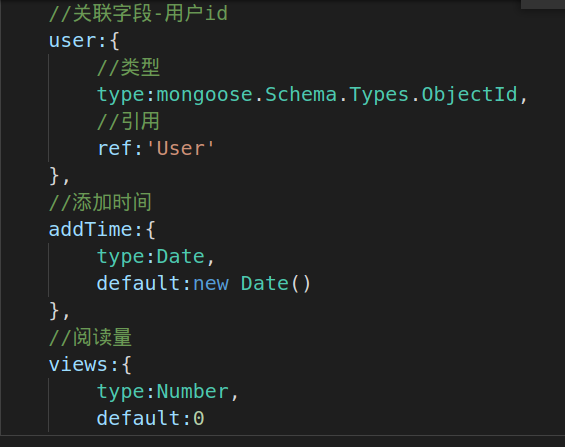 //关联字段-用户id
user:{
//类型
type:mongoose.Schema.Types.ObjectId,
//引用
ref:'User'
},
//添加时间
addTime:{
type:Date,
default:new Date()
},
//阅读量
views:{
type:Number,
default:0